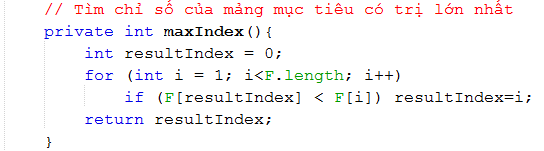 // Tìm chỉ số của mảng mục tiêu có trị lớn nhất
private int maxIndex(){
int resultIndex = 0;
for (int i = 1; i<F.length; i++)
if (F[resultIndex] < F[i]) resultIndex=i;
return resultIndex;
}